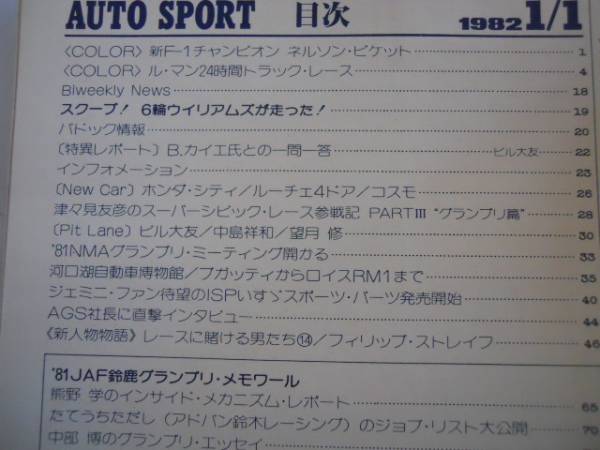 AUTO SPORT 目次 1982 1/1
〈COLOR〉新F-1チャンピオン ネルソン・ピケット 1
〈COLOR〉ル・マン24時間トラック・レース 4
Biweekly News 18
スクープ! 6輪ウイリアムズが走った! 19
パドック情報 20
〔特異レポート〕B.カイエ氏との一問一答 ビル大友 22
インフォメーション 23
〔New Car〕ホンダ・シティ/ルーチェ4ドア/コスモ 26
津々見友彦のスーパーシビック・レース参戦記 PARTIII “グランプリ篇” 28
〔Pit Lane〕ビル大友/中島祥和/望月 修 30
'81NMAグランプリ・ミーティング開かる 33
河口湖自動車博物館/ブガッティからロイスRM1まで 35
ジェミニ・ファン待望のISPいすゞスポーツ・パーツ発売開始 40
AGS社長に直撃インタビュー 44
《新人物物語》レースに賭ける男たち⑭/フィリップ・ストレイフ 46
'81JAF鈴鹿グランプリ・メモワール
熊野 学のインサイド・メカニズム・レポート 65
たてうちただし(アドバン鈴木レーシング)のジョブ・リスト大公開 70
中部 博のグランプリ・エッセイ